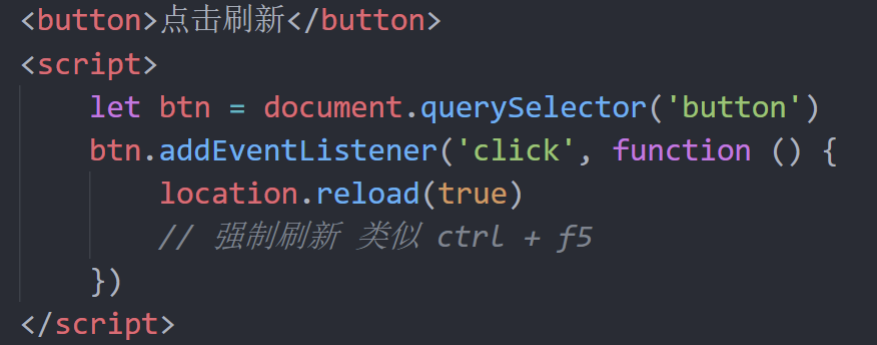 <button>点击刷新</button>
<script>
let btn = document.querySelector('button')
btn.addEventListener('click', function () {
location.reload(true)
// 强制刷新 类似 ctrl + f5
})
</script>